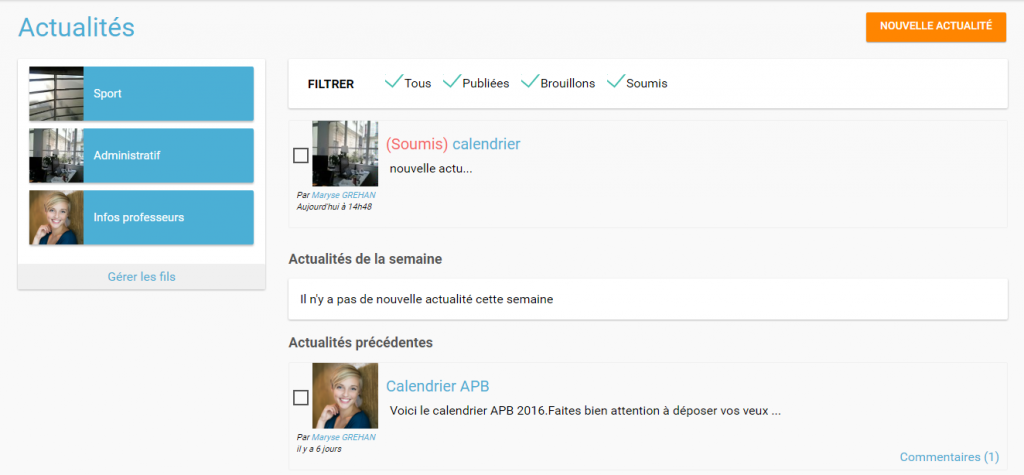 Actualités
NOUVELLE ACTUALITÉ
Sport
Administratif
Infos professeurs
Gérer les fils
FILTRER Tous Publiées Brouillons Soumis
(Soumis) calendrier
nouvelle actu...
Par Maryse GREHAN
Aujourd'hui à 14h48
Actualités de la semaine
Il n'y a pas de nouvelle actualité cette semaine
Actualités précédentes
Calendrier APB
Voici le calendrier APB 2016.Faites bien attention à déposer vos veux ...
Par Maryse GREHAN
il y a 6 jours
Commentaires (1)